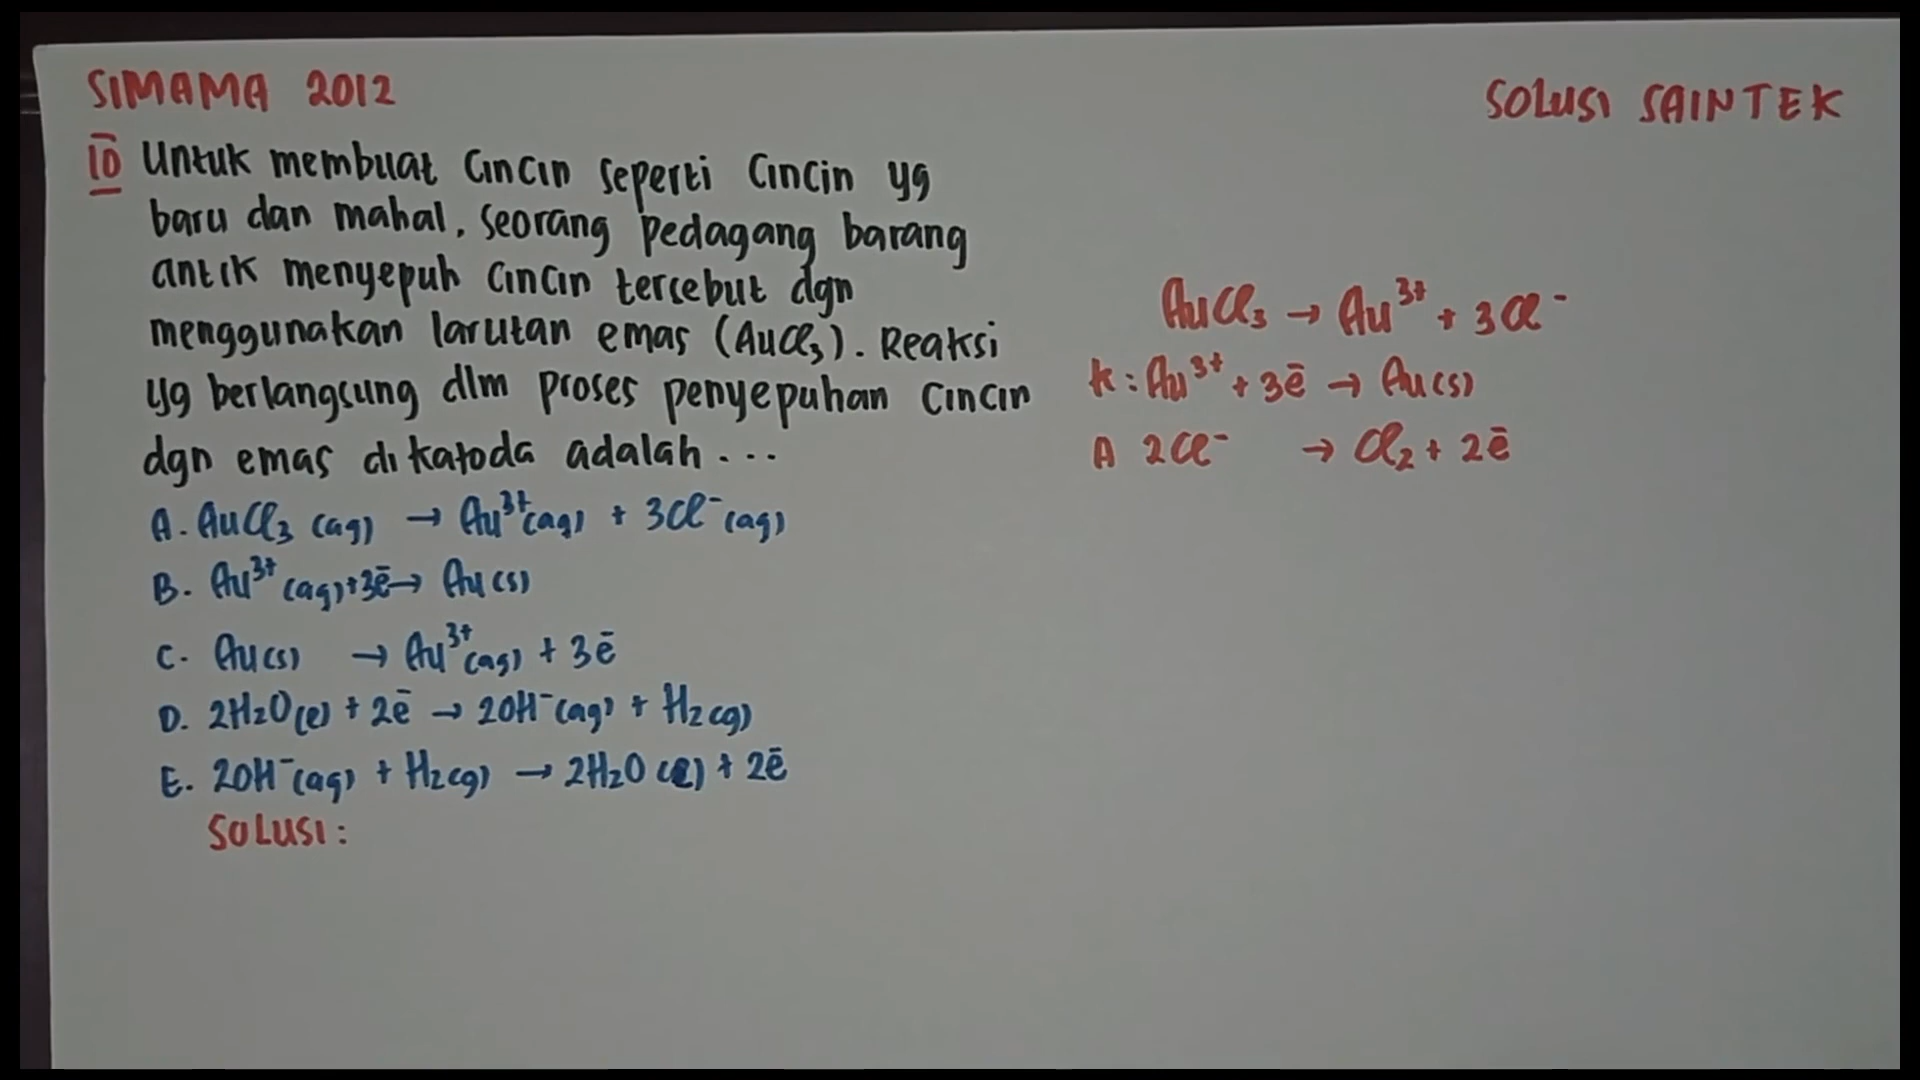 SIMAMA 2012
SOLUSI SAINTEK
10 Untuk membuat Cincin seperti Cincin yg
baru dan mahal, seorang pedagang barang
antik menyepuh cincin tersebut dgn
menggunakan larutan emas (AuCl₃). Reaksi
yg berlangsung dlm proses penyepuhan cincin
dgn emas di katoda adalah ...
A. AuCl₃ (aq) → Au³⁺(aq) + 3Cl⁻(aq)
B. Au³⁺(aq)+3ē → Au(s)
C. Au(s) → Au³⁺(aq) + 3ē
D. 2H₂O(l) + 2ē → 2OH⁻(aq) + H₂(g)
E. 2OH⁻(aq) + H₂(g) → 2H₂O(l) + 2ē
SOLUSI:
AuCl₃ → Au³⁺ + 3Cl⁻
K: Au³⁺ + 3ē → Au(s)
A 2Cl⁻ → Cl₂ + 2ē